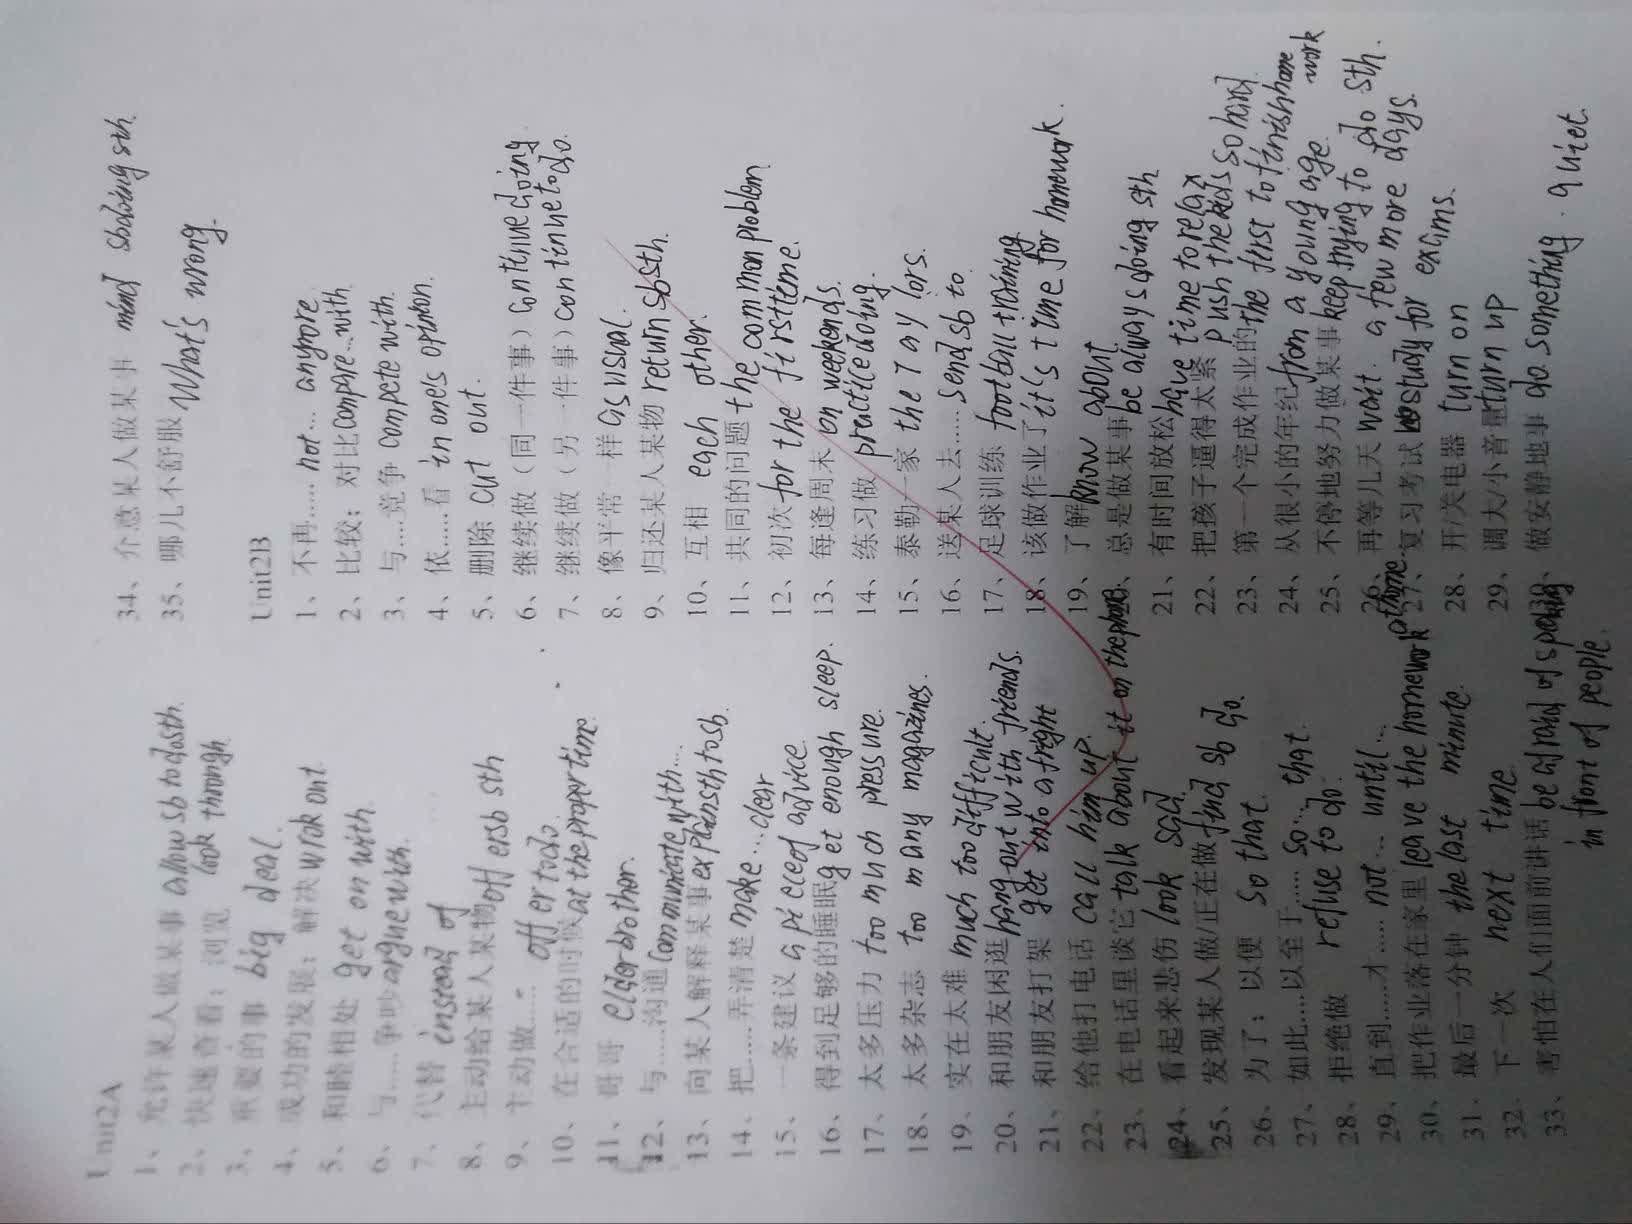 Unit2A
1、允许某人做某事 allow sb to do sth.
2、快速查看；浏览 look through
3、重要的事 big deal.
4、成功的发展；解决 wrok out.
5、和睦相处 get on with.
6、与……争吵 argue with.
7、代替 instead of
8、主动给某人某物 offer sb sth
9、主动做…… offer to do.
10、在合适的时候 at the proper time.
11、哥哥 elder brother.
12、与……沟通 Communicate with...
13、向某人解释某事 explain sth to sb.
14、把……弄清楚 make...clear
15、一条建议 a piece of advice.
16、得到足够的睡眠 get enough sleep.
17、太多压力 too much pressure.
18、太多杂志 too many magazines.
19、实在太难 much too difficult.
20、和朋友闲逛 hang out with friends.
21、和朋友打架 get into a fight
22、给他打电话 call him up.
23、在电话里谈论它 talk about it on the phone.
24、看起来悲伤 look sad.
25、发现某人做/正在做 find sb do.
26、为了；以便 so that.
27、如此……以至于…… so... that
28、拒绝做 refuse to do.
29、直到……才…… not... until...
30、把作业落在家里 leave the homework at home
31、最后一分钟 the last minute.
32、下一次 next time.
33、害怕在人们面前讲话 be afraid of speaking
in front of people.
34、介意某人做某事 mind sb doing sth.
35、哪儿不舒服 What's wrong.
Unit2B
1、不再…… not... anymore
2、比较；对比 compare...with
3、与……竞争 compete with.
4、依……看 in one's opinion.
5、删除 cut out.
6、继续做（同一件事）continue doing
7、继续做（另一件事）continue to do.
8、像平常一样 as usual.
9、归还某人某物 return sb sth.
10、互相 each other.
11、共同的问题 the common problem.
12、初次 for the first time.
13、每逢周末 on weekends.
14、练习做 practice doing.
15、泰勒一家 the Taylors.
16、送某人去…… send sb to.
17、足球训练 football training
18、该做作业了 it's time for homework.
19、了解 know about
20、总是做某事 be always doing sth
21、有时间放松 have time to relax
22、把孩子逼得太紧 push the kids so hard
23、第一个完成作业的 the first to finish home work
24、从很小的年纪 from a young age.
25、不停地努力做某事 keep trying to do sth.
26、再等几天 wait a few more days.
27、复习考试 study for exams.
28、开/关电器 turn on
29、调大/小音量 turn up
30、做安静地事 do something quiet.